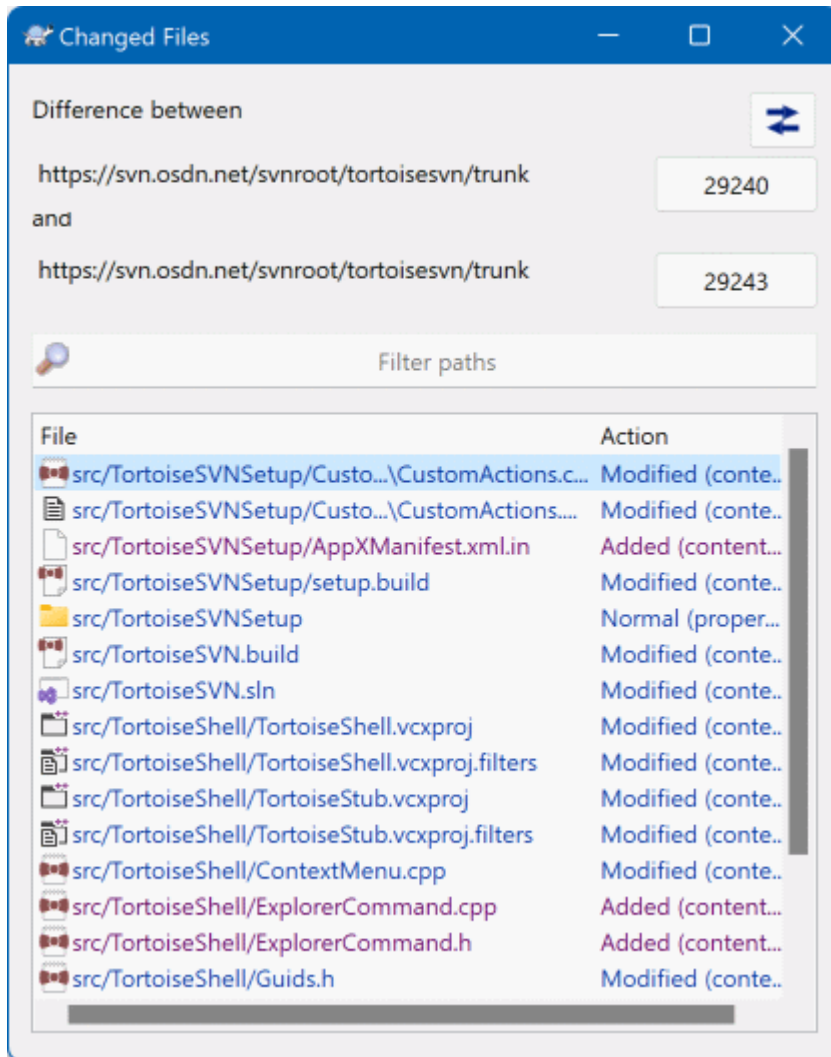 Changed Files
Difference between
https://svn.osdn.net/svnroot/tortoisesvn/trunk 29240
and
https://svn.osdn.net/svnroot/tortoisesvn/trunk 29243
Filter paths
File Action
src/TortoiseSVNSetup/Custo...\CustomActions.c... Modified (conte..
src/TortoiseSVNSetup/Custo...\CustomActions.... Modified (conte..
src/TortoiseSVNSetup/AppXManifest.xml.in Added (content...
src/TortoiseSVNSetup/setup.build Modified (conte..
src/TortoiseSVNSetup Normal (proper...
src/TortoiseSVN.build Modified (conte..
src/TortoiseSVN.sln Modified (conte..
src/TortoiseShell/TortoiseShell.vcxproj Modified (conte..
src/TortoiseShell/TortoiseShell.vcxproj.filters Modified (conte..
src/TortoiseShell/TortoiseStub.vcxproj Modified (conte..
src/TortoiseShell/TortoiseStub.vcxproj.filters Modified (conte..
src/TortoiseShell/ContextMenu.cpp Modified (conte..
src/TortoiseShell/ExplorerCommand.cpp Added (content...
src/TortoiseShell/ExplorerCommand.h Added (content...
src/TortoiseShell/Guids.h Modified (conte..